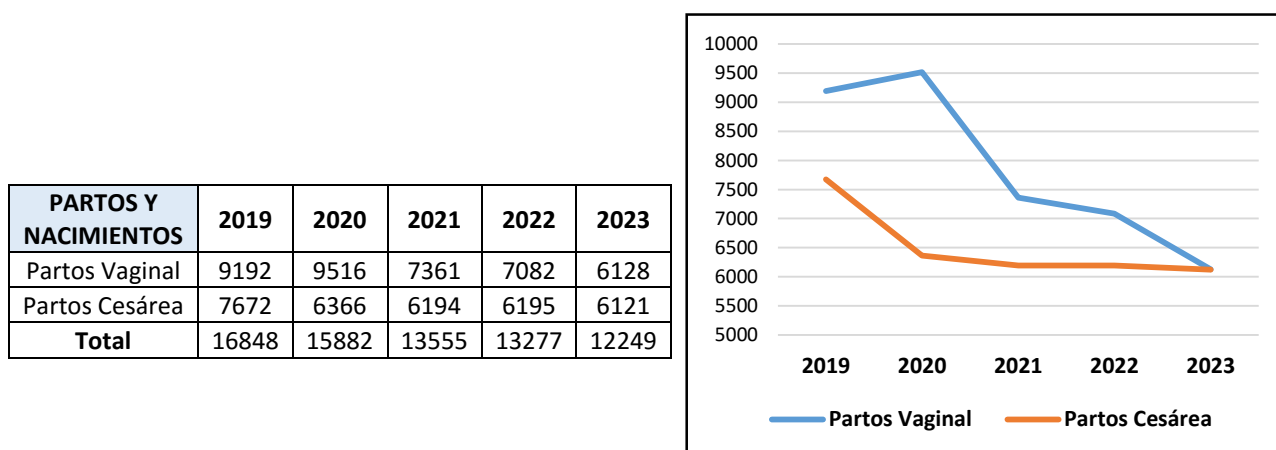 PARTOS Y
NACIMIENTOS 2019 2020 2021 2022 2023
Partos Vaginal 9192 9516 7361 7082 6128
Partos Cesárea 7672 6366 6194 6195 6121
Total 16848 15882 13555 13277 12249
10000
9500
9000
8500
8000
7500
7000
6500
6000
5500
5000
2019 2020 2021 2022 2023
Partos Vaginal Partos Cesárea